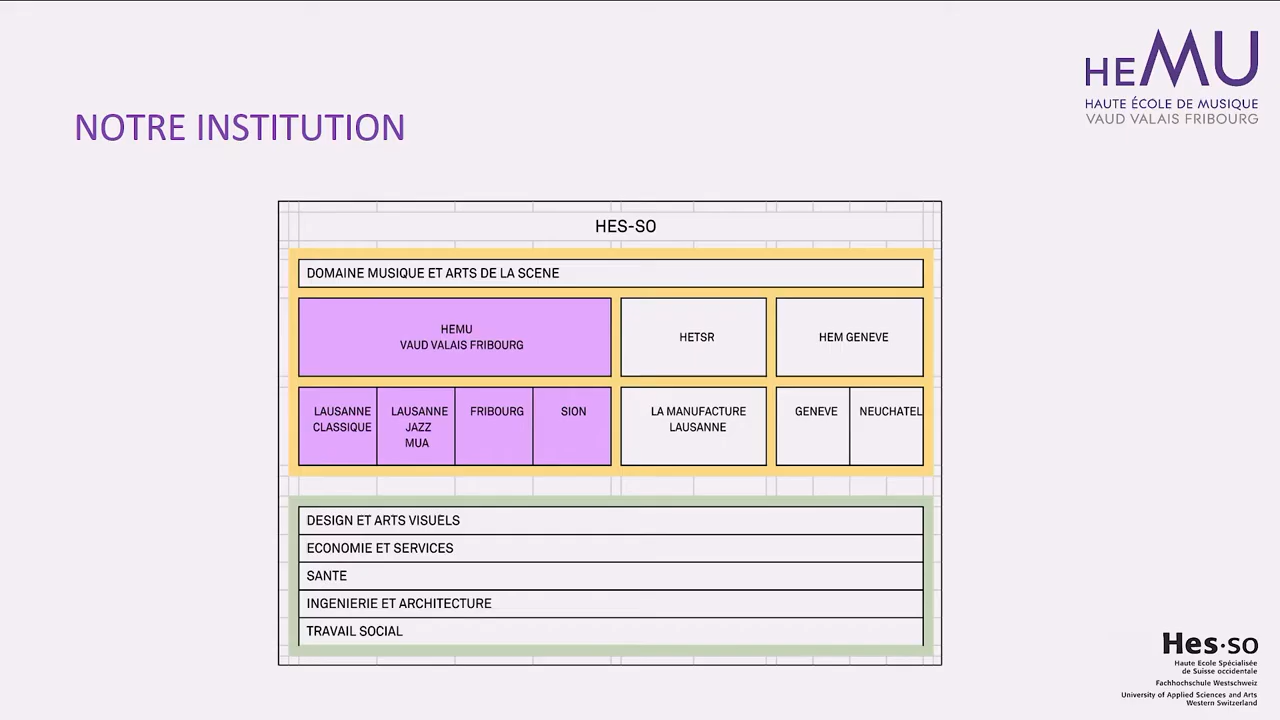 HEMU
HAUTE ÉCOLE DE MUSIQUE
VAUD VALAIS FRIBOURG
NOTRE INSTITUTION
HES-SO
DOMAINE MUSIQUE ET ARTS DE LA SCENE
HEMU
VAUD VALAIS FRIBOURG
HETSR
HEM GENEVE
LAUSANNE
CLASSIQUE
LAUSANNE
JAZZ
MUA
FRIBOURG
SION
LA MANUFACTURE
LAUSANNE
GENEVE
NEUCHATEL
DESIGN ET ARTS VISUELS
ECONOMIE ET SERVICES
SANTE
INGENIERIE ET ARCHITECTURE
TRAVAIL SOCIAL
Hes·so
Haute Ecole Spécialisée
de Suisse occidentale
Fachhochschule Westschweiz
University of Applied Sciences and Arts
Western Switzerland